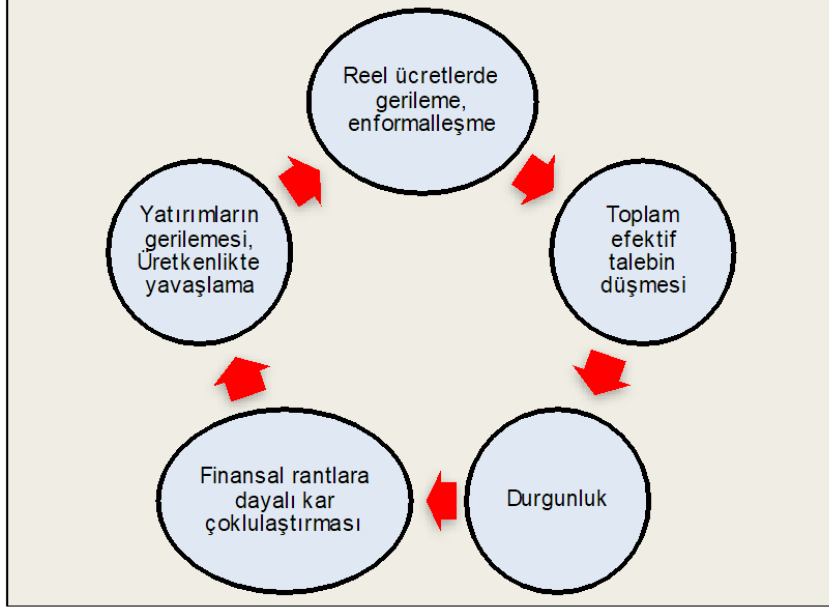 Reel ücretlerde
gerileme,
enformalleşme
Toplam
efektif
talebin
düşmesi
Durgunluk
Finansal rantlara
dayalı kar
çoklulaştırması
Yatırımların
gerilemesi,
Üretkenlikte
yavaşlama